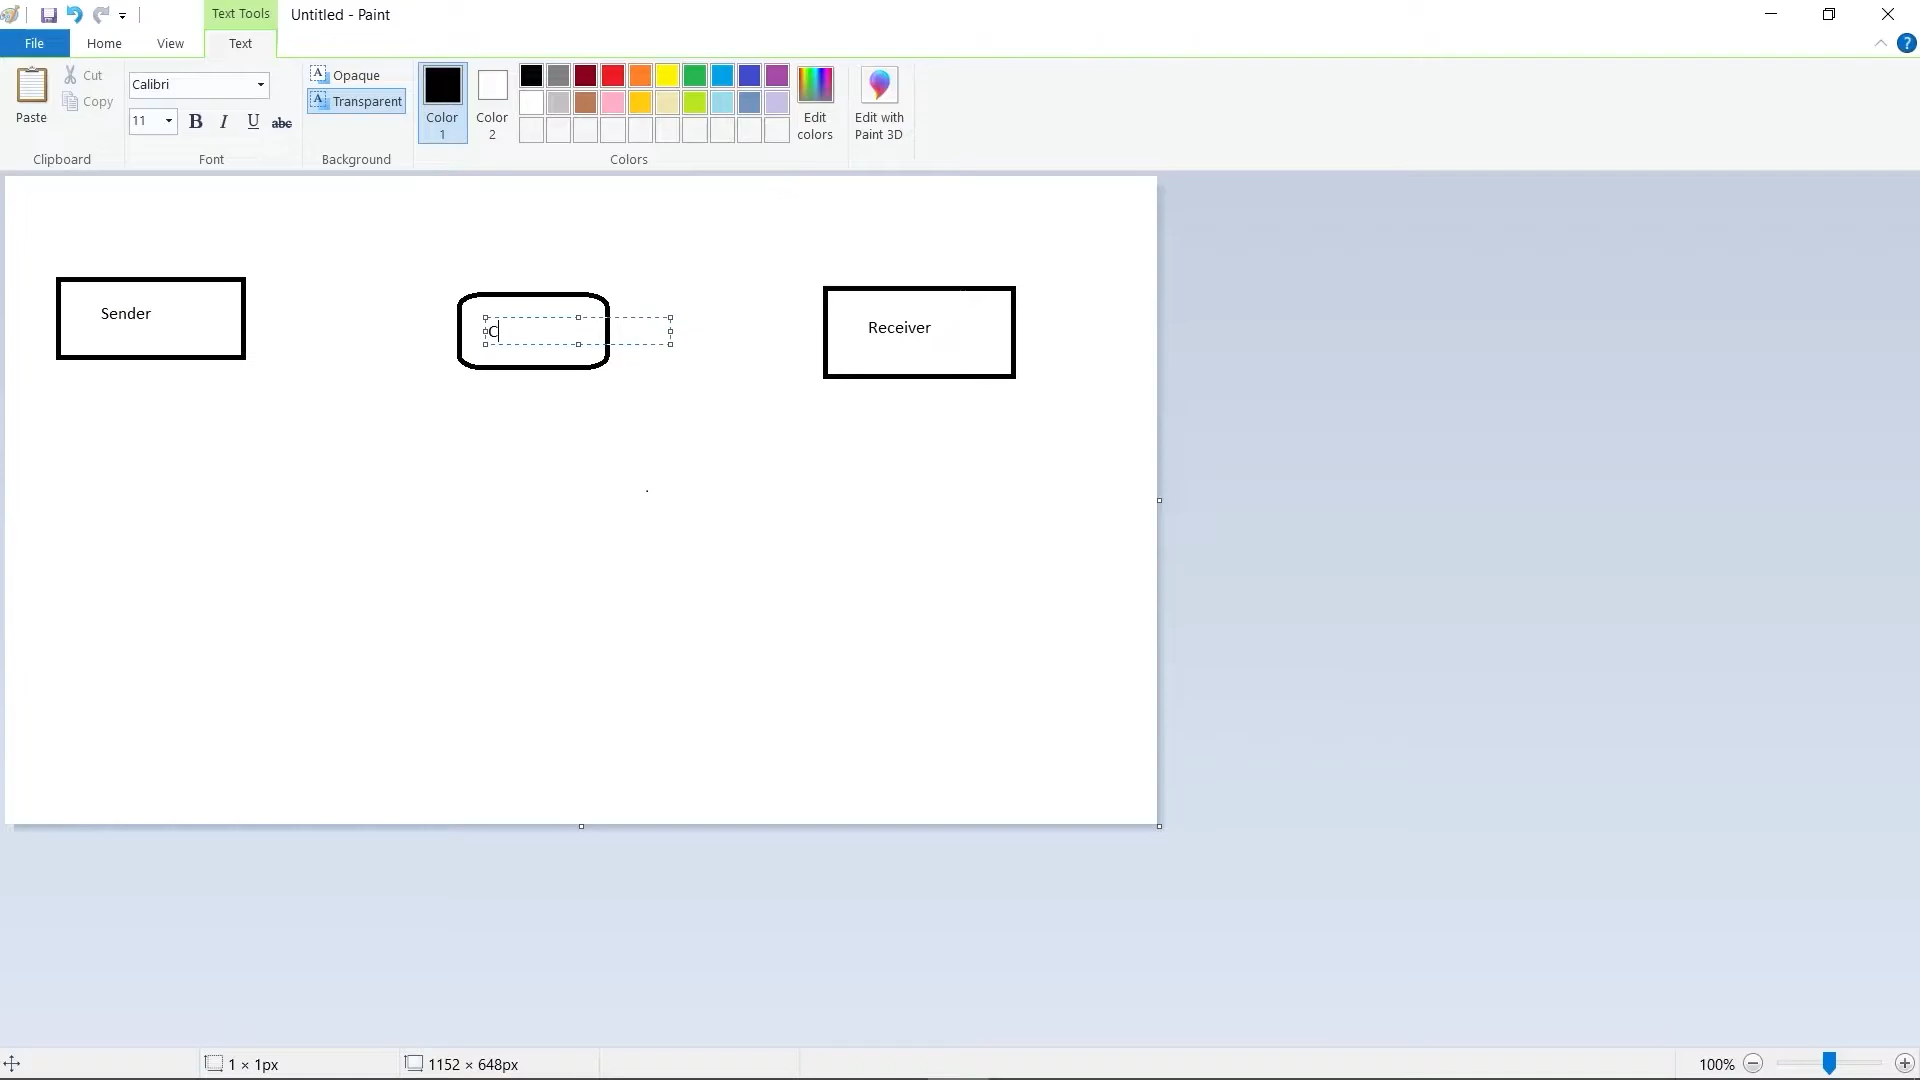 Text Tools
Untitled - Paint
File
Home
View
Text
Paste
Cut
Copy
Clipboard
Calibri
11
B I U abc
Font
Opaque
Transparent
Background
Color
1
Color
2
Edit
colors
Colors
Edit with
Paint 3D
Sender
C
Receiver
1 × 1px
1152 × 648px
100%